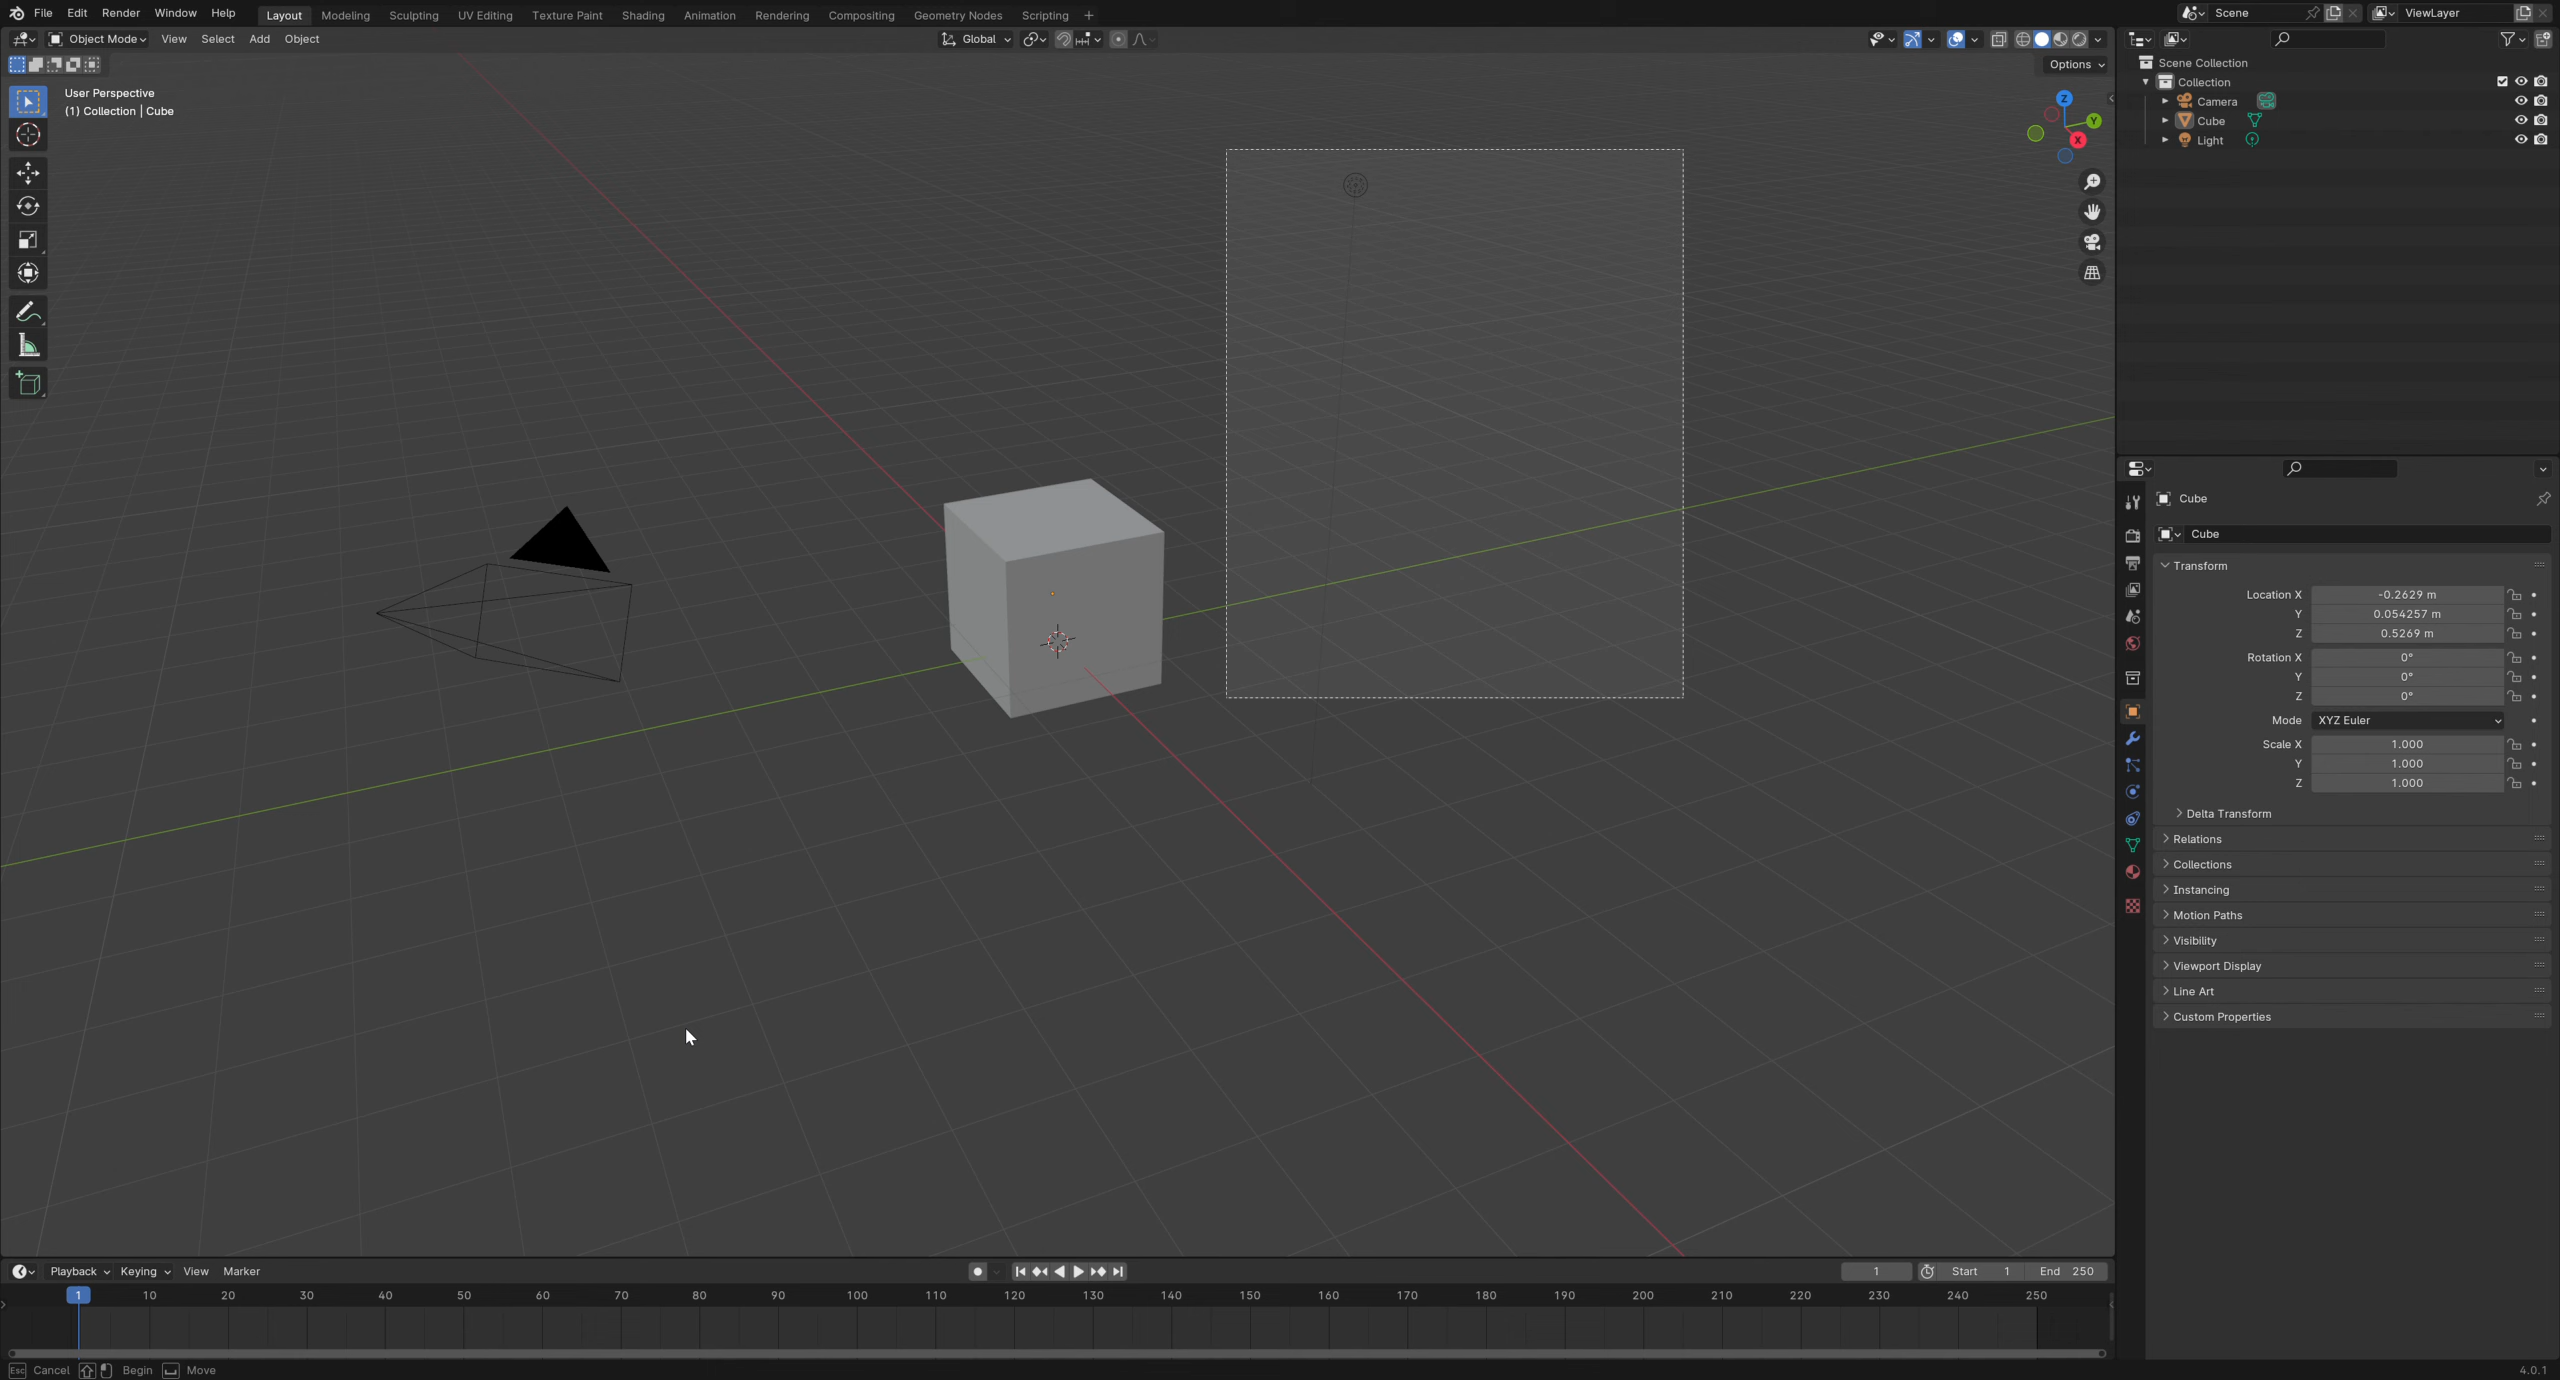 File Edit Render Window Help Layout Modeling Sculpting UV Editing Texture Paint Shading Animation Rendering Compositing Geometry Nodes Scripting + Scene ViewLayer
Object Mode View Select Add Object Global
Options
User Perspective
(1) Collection | Cube
Z
Y
X
Scene Collection
Collection
Camera
Cube
Light
Cube
Cube
Transform
Location X -0.2629 m
Y 0.054257 m
Z 0.5269 m
Rotation X 0°
Y 0°
Z 0°
Mode XYZ Euler
Scale X 1.000
Y 1.000
Z 1.000
Delta Transform
Relations
Collections
Instancing
Motion Paths
Visibility
Viewport Display
Line Art
Custom Properties
Playback Keying View Marker 1 Start 1 End 250
1 10 20 30 40 50 60 70 80 90 100 110 120 130 140 150 160 170 180 190 200 210 220 230 240 250
Esc Cancel Begin Move 4.0.1